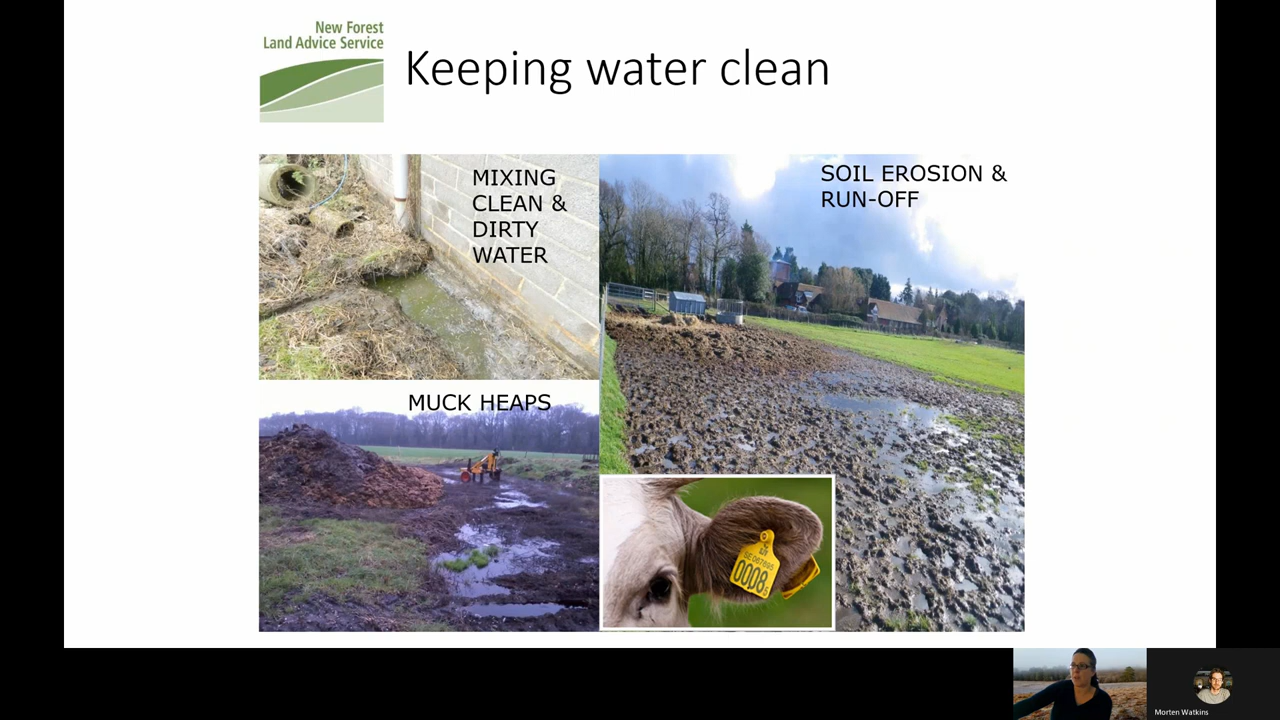 New Forest
Land Advice Service
Keeping water clean
MIXING
CLEAN &
DIRTY
WATER
SOIL EROSION &
RUN-OFF
MUCK HEAPS
0008
Morten Watkins